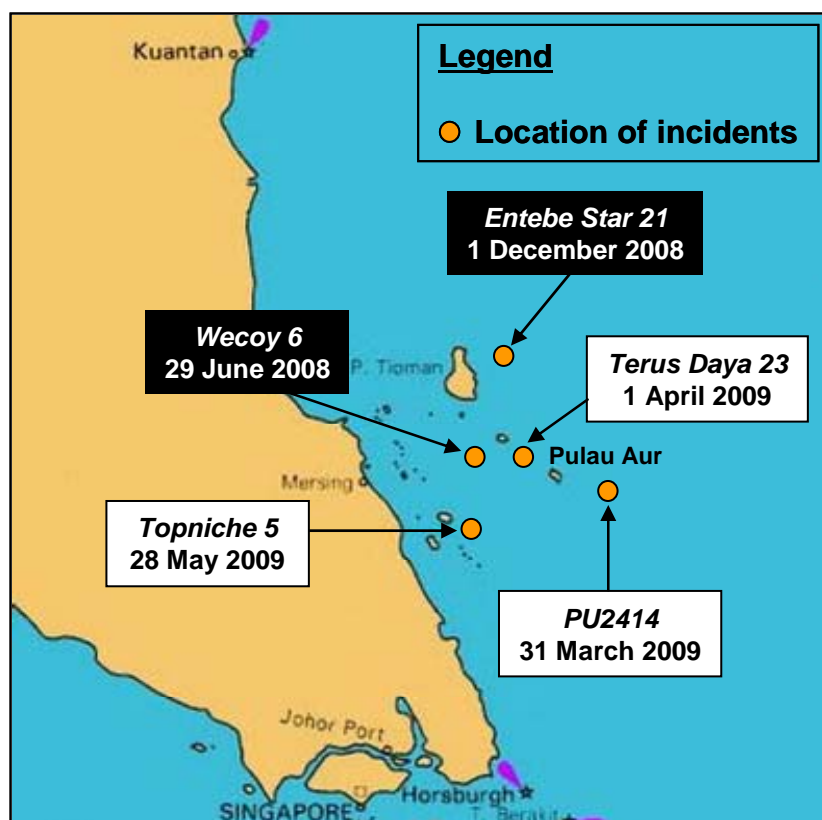 Kuantan
Legend
Location of incidents
Entebe Star 21
1 December 2008
Wecoy 6
29 June 2008
P. Tioman
Terus Daya 23
1 April 2009
Pulau Aur
Mersing
Topniche 5
28 May 2009
PU2414
31 March 2009
Johor Port
Horsburgh
SINGAPORE
T. Berakit